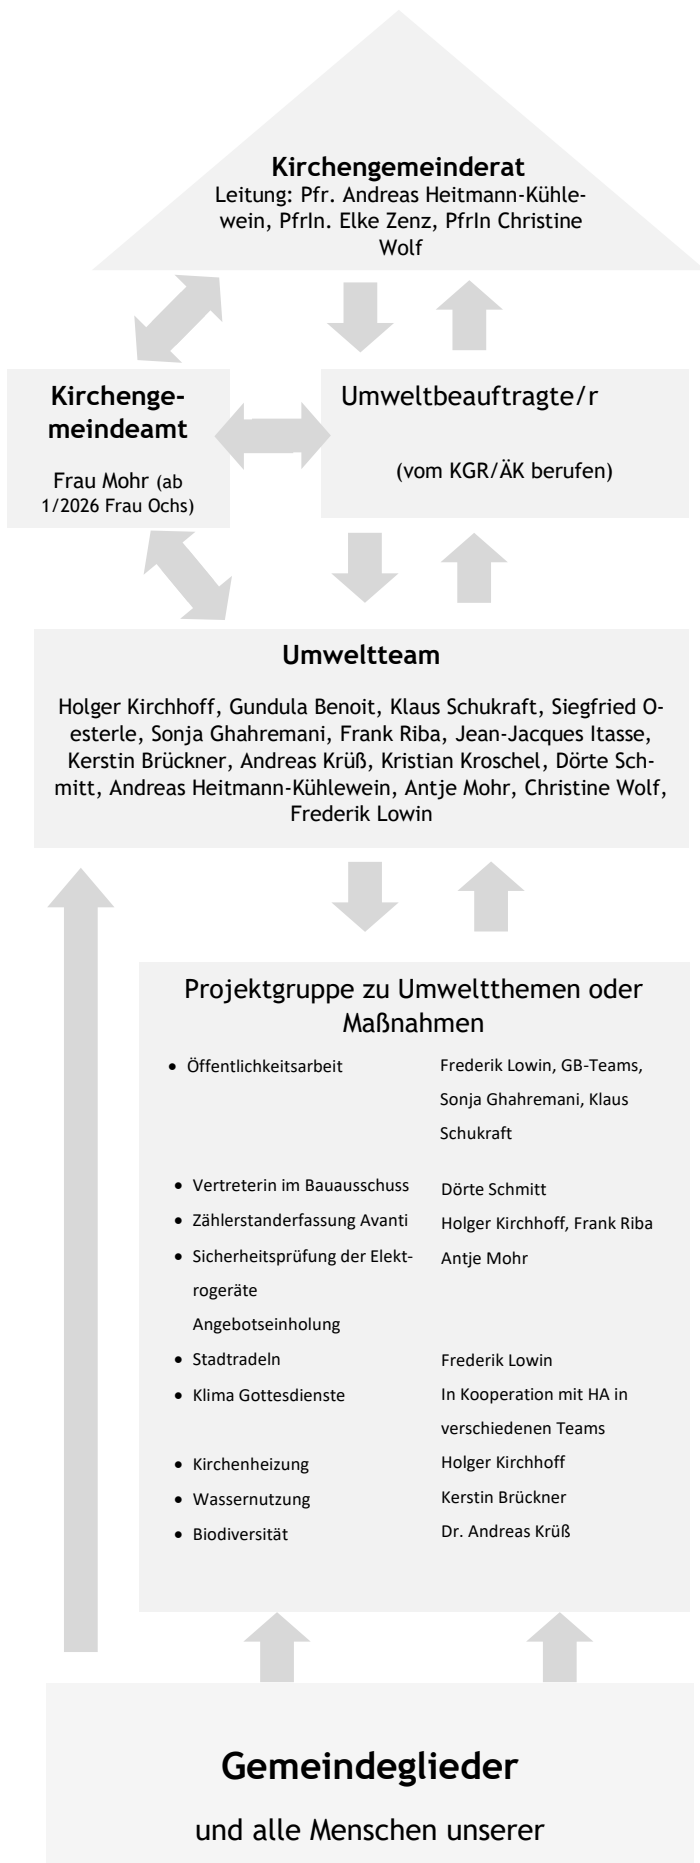 Kirchengemeinderat
Leitung: Pfr. Andreas Heitmann-Kühle-
wein, PfrIn. Elke Zenz, PfrIn Christine
Wolf
Kirchenge-
meindeamt
Frau Mohr (ab
1/2026 Frau Ochs)
Umweltbeauftragte/r
(vom KGR/ÄK berufen)
Umweltteam
Holger Kirchhoff, Gundula Benoit, Klaus Schukraft, Siegfried O-
esterle, Sonja Ghahremani, Frank Riba, Jean-Jacques Itasse,
Kerstin Brückner, Andreas Krüß, Kristian Kroschel, Dörte Sch-
mitt, Andreas Heitmann-Kühlewein, Antje Mohr, Christine Wolf,
Frederik Lowin
Projektgruppe zu Umweltthemen oder
Maßnahmen
• Öffentlichkeitsarbeit
Frederik Lowin, GB-Teams,
Sonja Ghahremani, Klaus
Schukraft
• Vertreterin im Bauausschuss
Dörte Schmitt
• Zählerstanderfassung Avanti
Holger Kirchhoff, Frank Riba
• Sicherheitsprüfung der Elekt-
rogeräte
Angebotseinholung
Antje Mohr
• Stadtradeln
Frederik Lowin
• Klima Gottesdienste
In Kooperation mit HA in
verschiedenen Teams
• Kirchenheizung
Holger Kirchhoff
• Wassernutzung
Kerstin Brückner
• Biodiversität
Dr. Andreas Krüß
Gemeindeglieder
und alle Menschen unserer